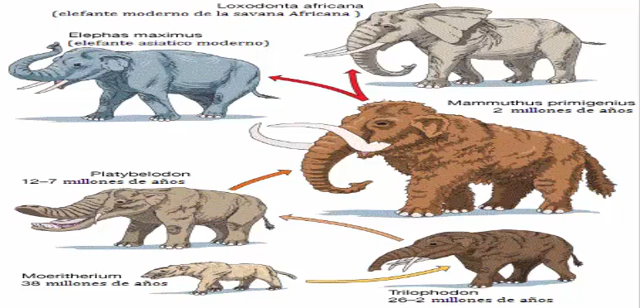 Loxodonta africana
(elefante moderno de la savana Africana )
Elephas maximus
(elefante asiatico moderno)
Mammuthus primigenius
2 millones de años
Platybelodon
12–7 millones de años
Moeritherium
38 millones de años
Trilophodon
26–2 millones de años